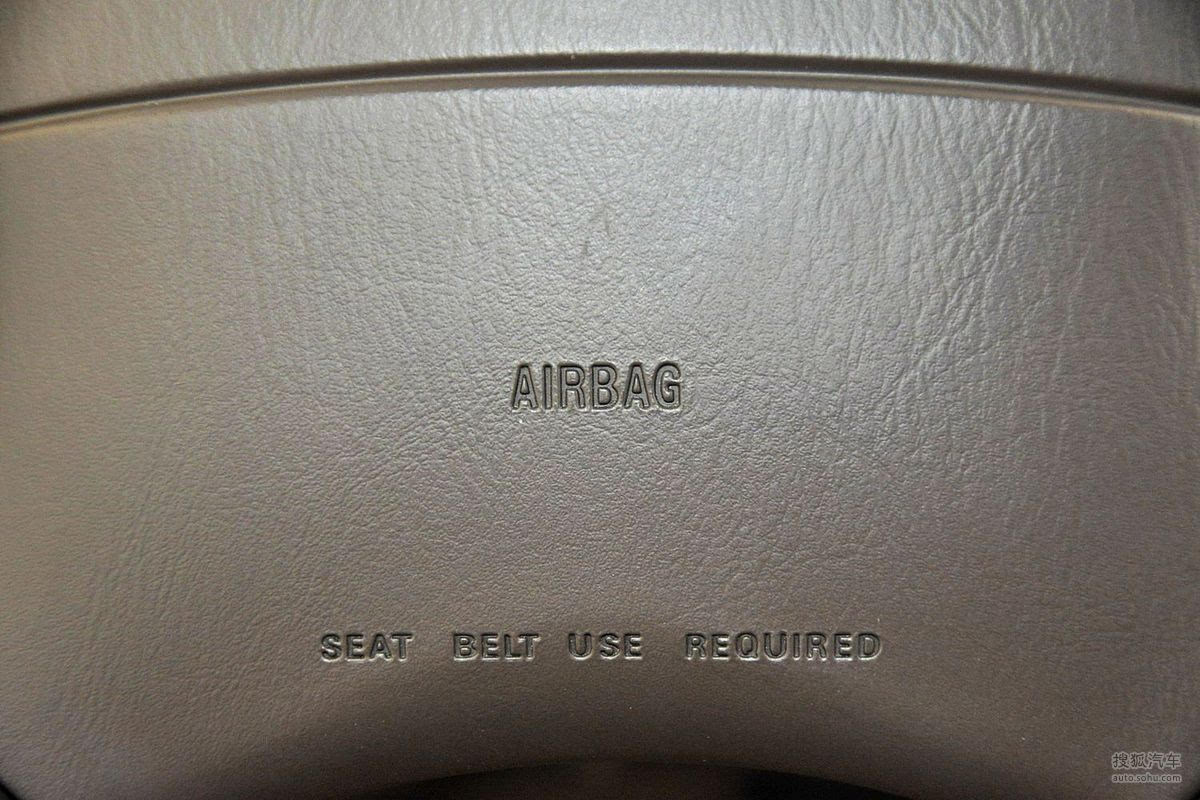 AIRBAG
SEAT BELT USE REQUIRED
搜狐汽车
auto.sohu.com